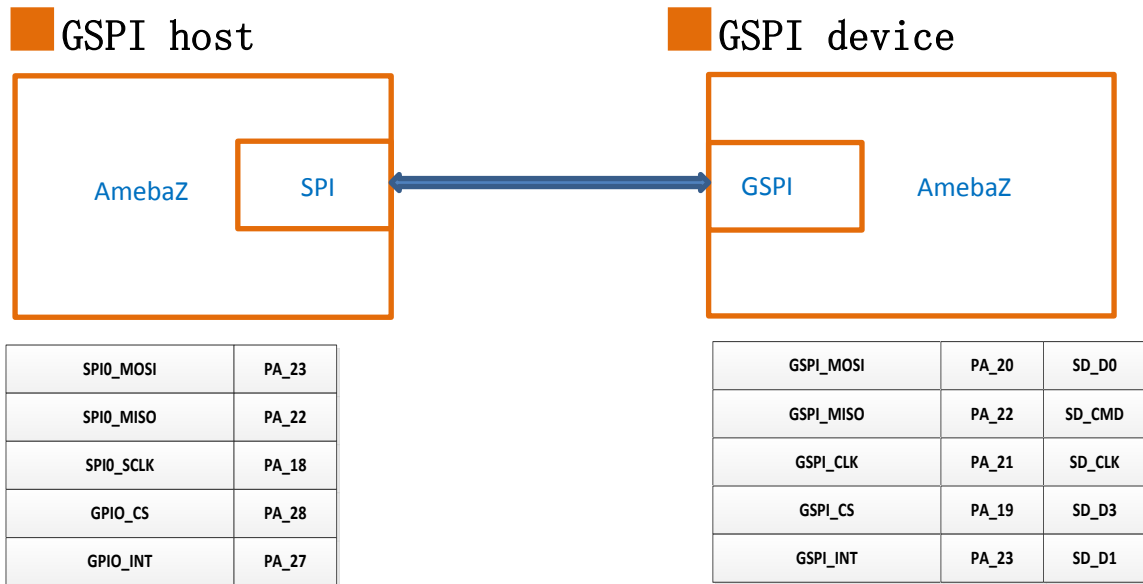 GSPI host
GSPI device
AmebaZ
SPI
GSPI
AmebaZ
SPI0_MOSI PA_23
SPI0_MISO PA_22
SPI0_SCLK PA_18
GPIO_CS PA_28
GPIO_INT PA_27
GSPI_MOSI PA_20 SD_D0
GSPI_MISO PA_22 SD_CMD
GSPI_CLK PA_21 SD_CLK
GSPI_CS PA_19 SD_D3
GSPI_INT PA_23 SD_D1